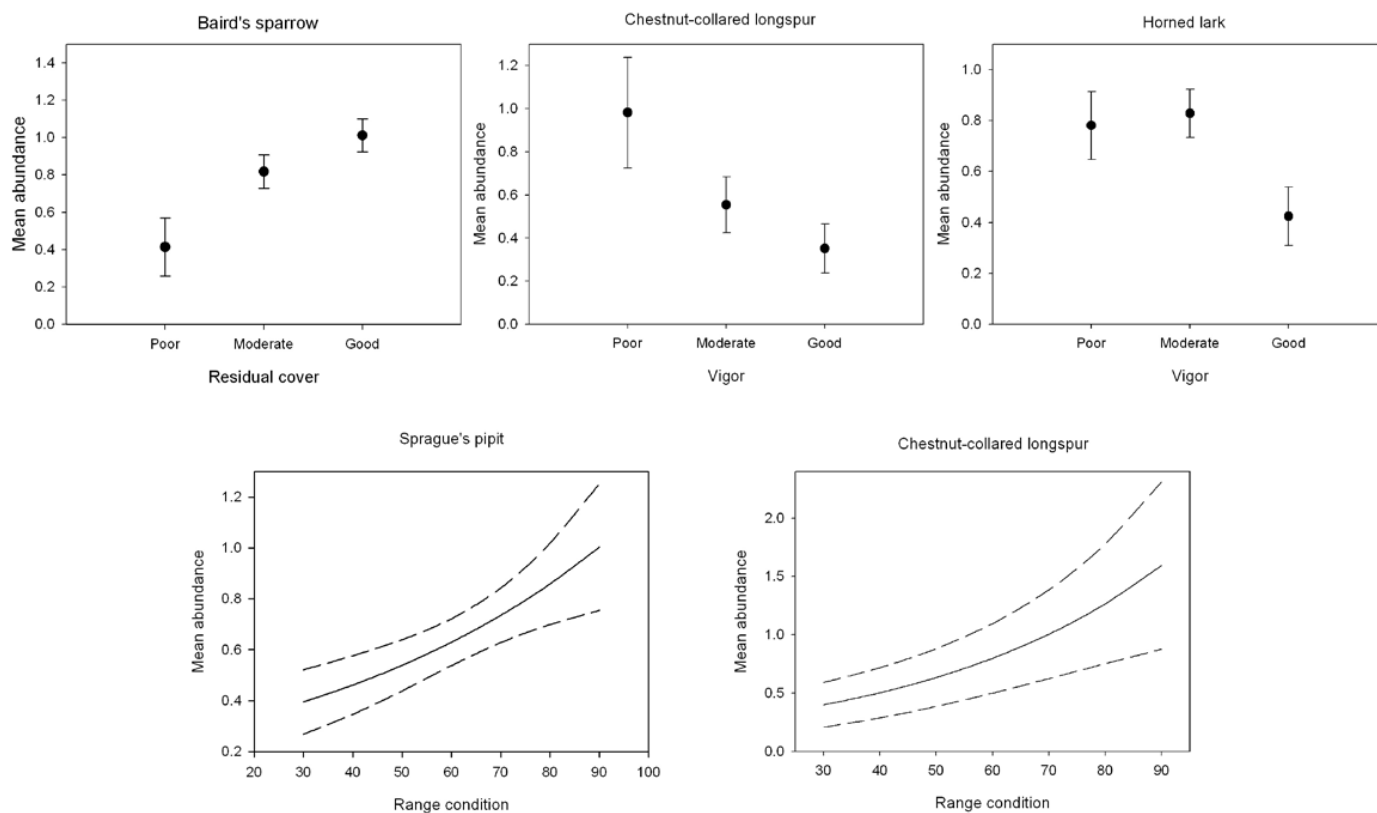 Baird's sparrow
Mean abundance
1.4
1.2
1.0
0.8
0.6
0.4
0.2
0.0
Poor Moderate Good
Residual cover
Chestnut-collared longspur
Mean abundance
1.2
1.0
0.8
0.6
0.4
0.2
0.0
Poor Moderate Good
Vigor
Horned lark
Mean abundance
1.0
0.8
0.6
0.4
0.2
0.0
Poor Moderate Good
Vigor
Sprague's pipit
Mean abundance
1.2
1.0
0.8
0.6
0.4
0.2
20 30 40 50 60 70 80 90 100
Range condition
Chestnut-collared longspur
Mean abundance
2.0
1.5
1.0
0.5
0.0
30 40 50 60 70 80 90
Range condition